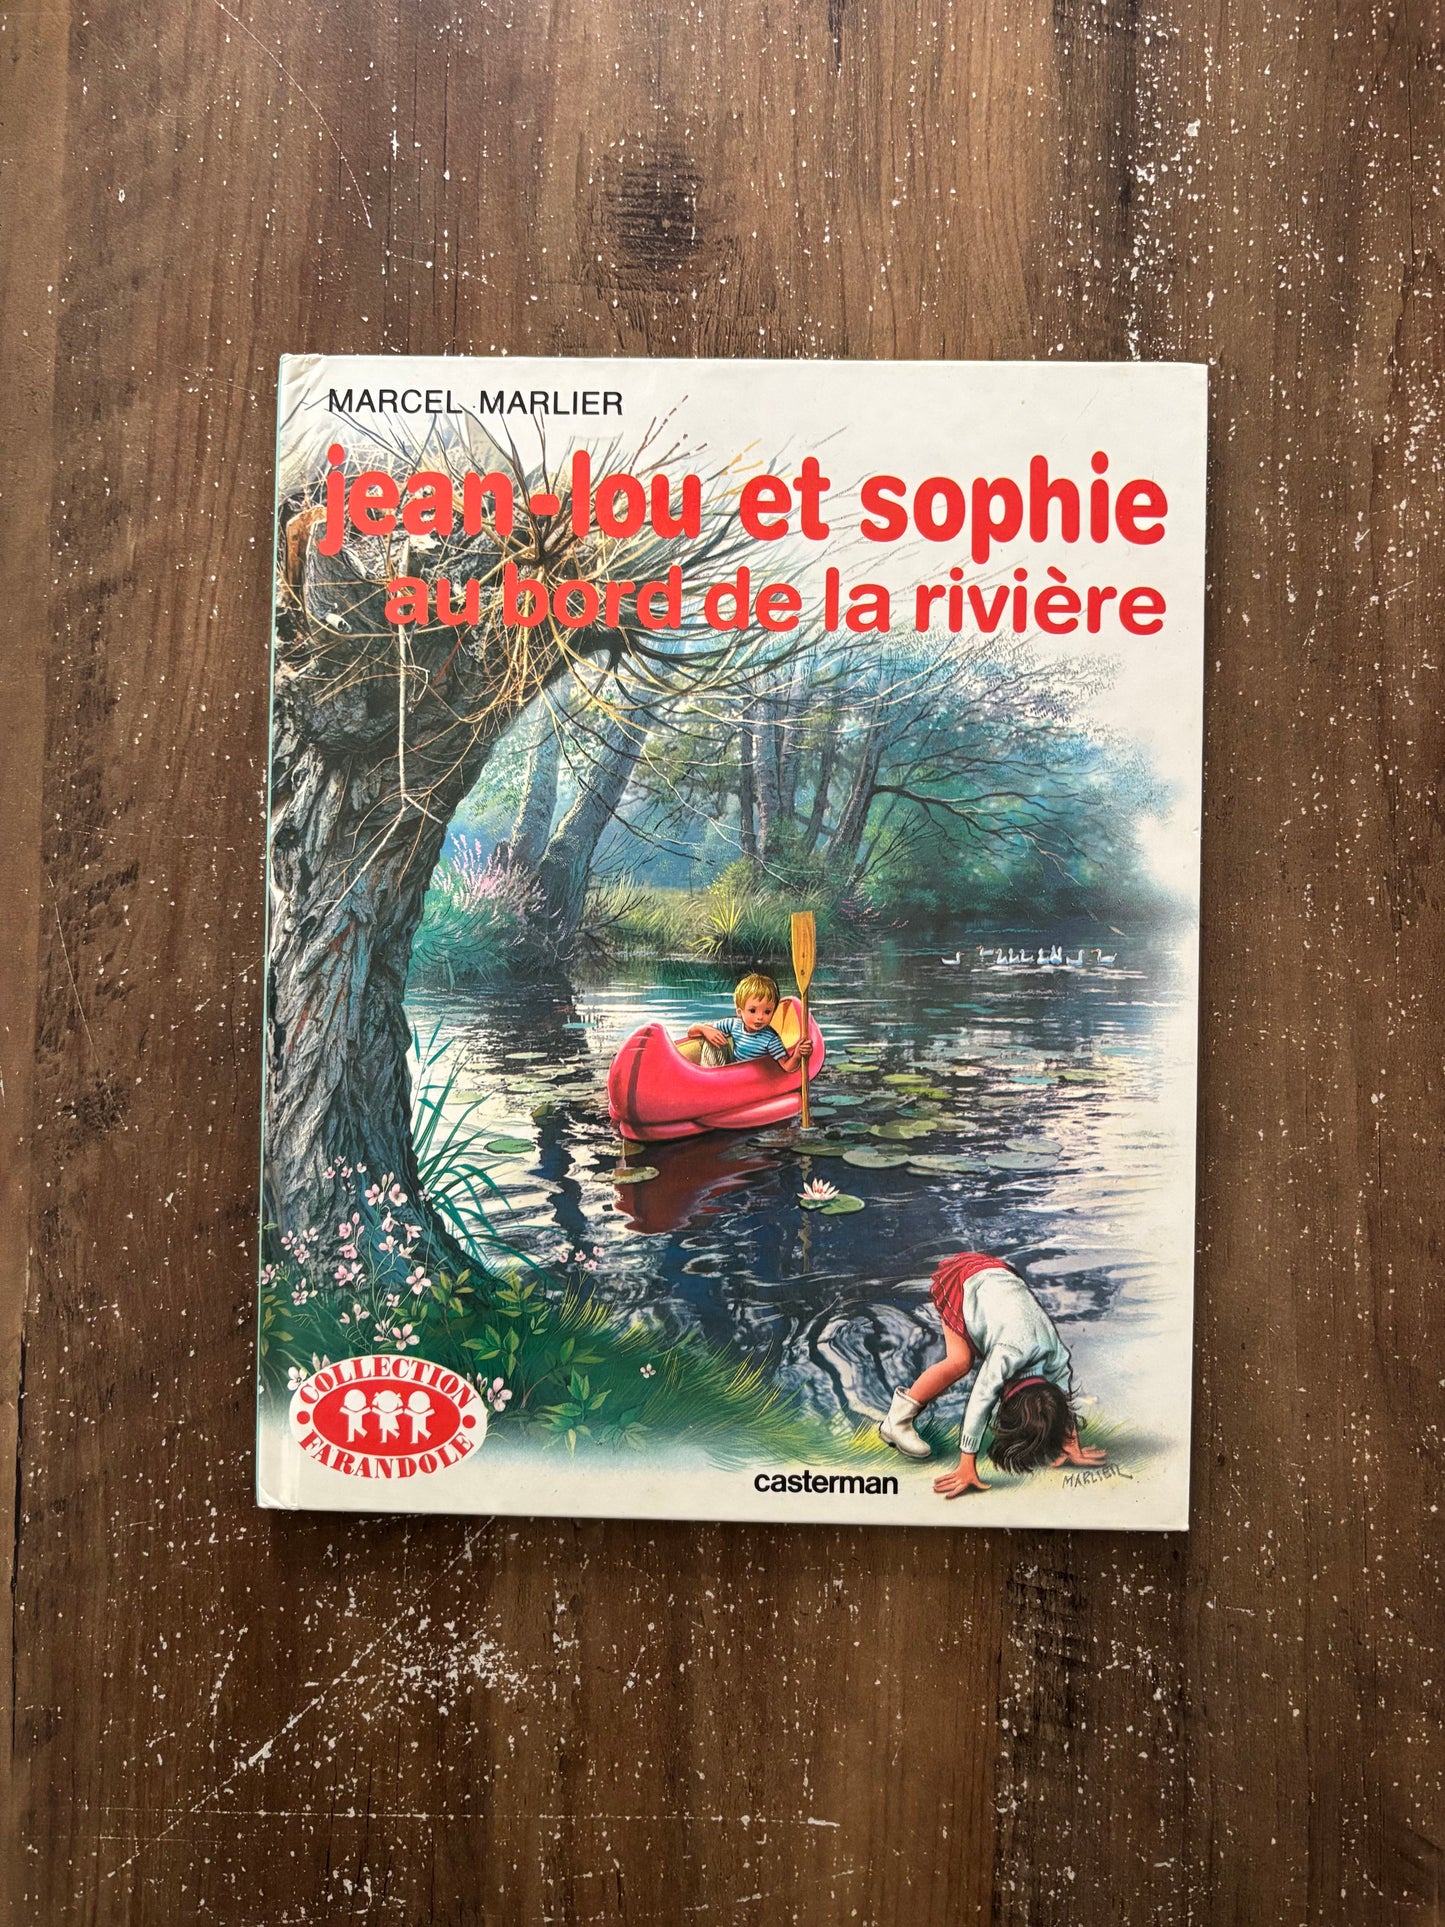 MARCEL MARLIER
jean-lou et sophie
au bord de la rivière
COLLECTION
FARANDOLE
casterman
MARLIER